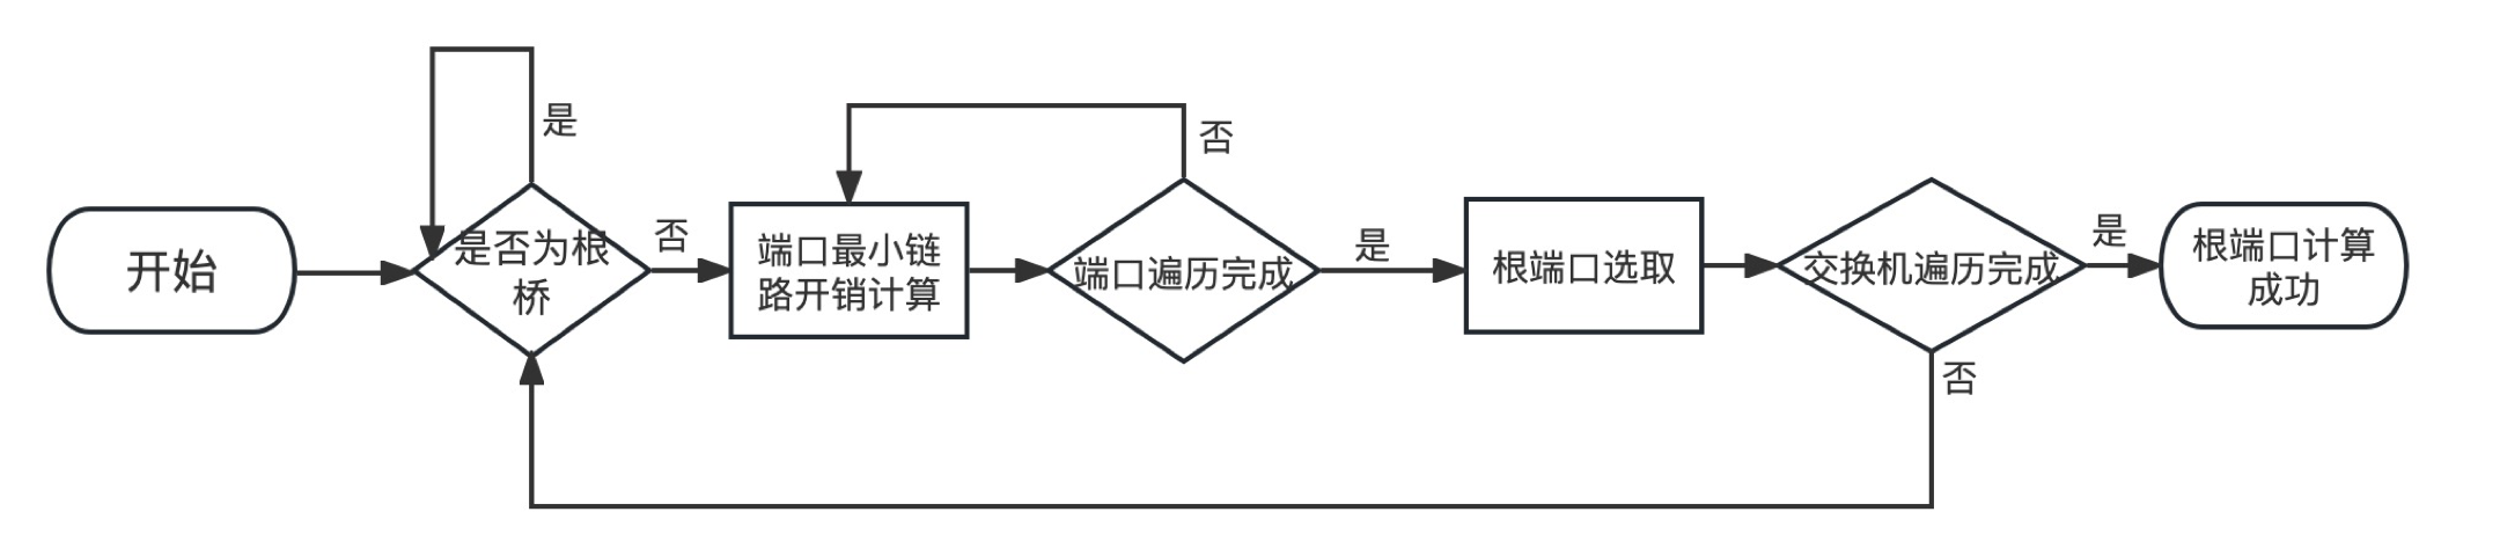 开始
是
是否为根
桥
否
端口最小链
路开销计算
否
端口遍历完成
是
根端口选取
交换机遍历完成
是
否
根端口计算
成功